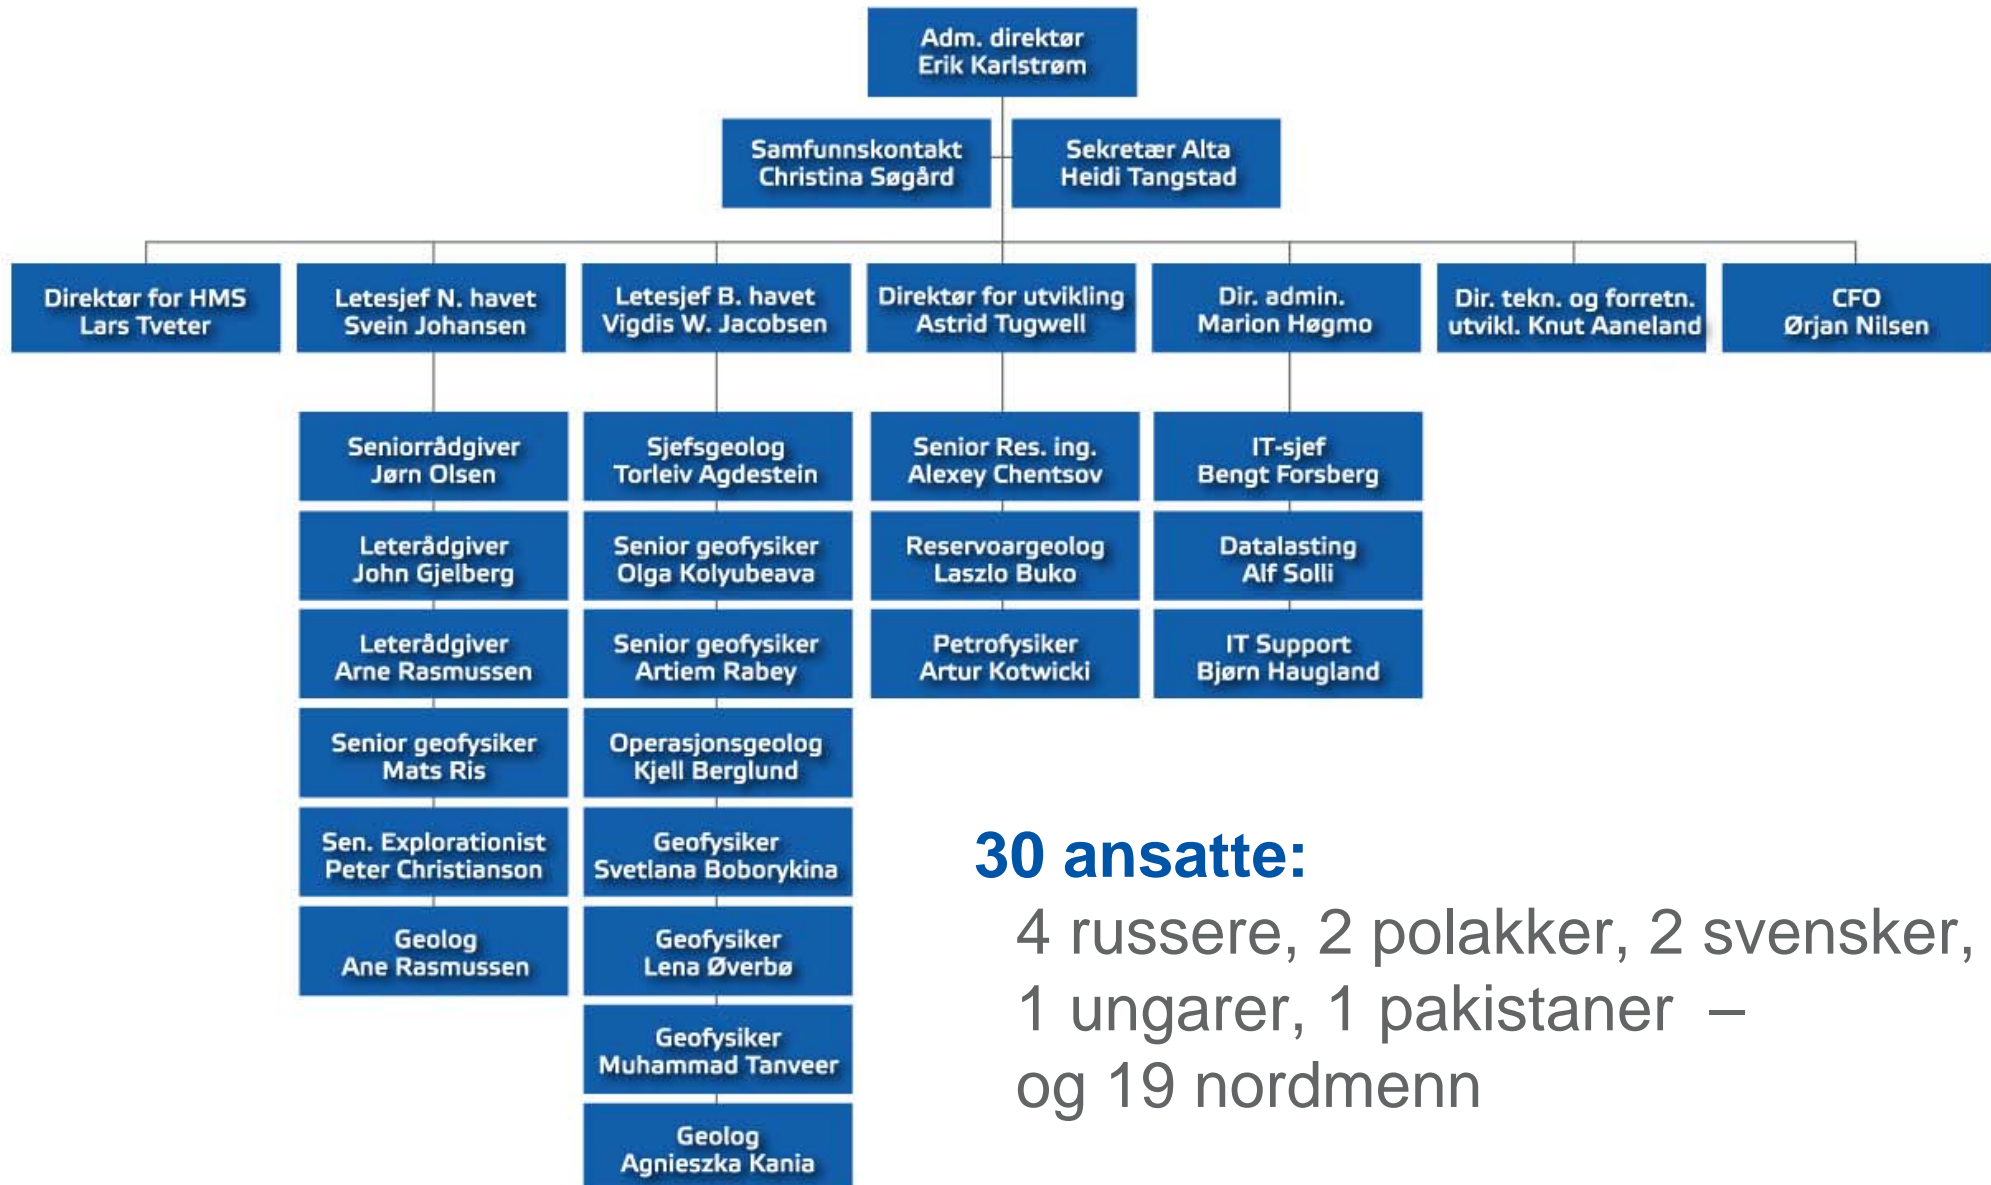 Adm. direktør
Erik Karlstrøm
Samfunnskontakt
Christina Søgård
Sekretær Alta
Heidi Tangstad
Direktør for HMS
Lars Tveter
Letesjef N. havet
Svein Johansen
Letesjef B. havet
Vigdis W. Jacobsen
Direktør for utvikling
Astrid Tugwell
Dir. admin.
Marion Høgmo
Dir. tekn. og forretn.
utvikl. Knut Aaneland
CFO
Ørjan Nilsen
Seniorrådgiver
Jørn Olsen
Leterådgiver
John Gjelberg
Leterådgiver
Arne Rasmussen
Senior geofysiker
Mats Ris
Sen. Explorationist
Peter Christianson
Geolog
Ane Rasmussen
Sjefsgeolog
Torleiv Agdestein
Senior geofysiker
Olga Kolyubeava
Senior geofysiker
Artiem Rabey
Operasjonsgeolog
Kjell Berglund
Geofysiker
Svetlana Boborykina
Geofysiker
Lena Øverbø
Geofysiker
Muhammad Tanveer
Geolog
Agnieszka Kania
Senior Res. ing.
Alexey Chentsov
Reservoargeolog
Laszlo Buko
Petrofysiker
Artur Kotwicki
IT-sjef
Bengt Forsberg
Datalasting
Alf Solli
IT Support
Bjørn Haugland
30 ansatte:
4 russere, 2 polakker, 2 svensker,
1 ungarer, 1 pakistaner –
og 19 nordmenn